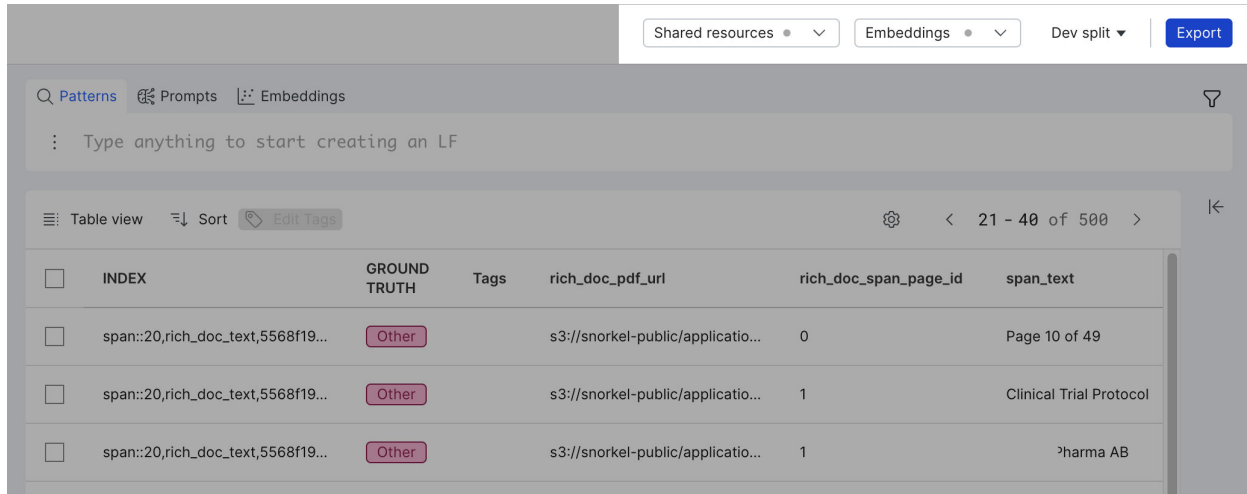 Shared resources Embeddings Dev split Export
Patterns Prompts Embeddings
Type anything to start creating an LF
Table view Sort Edit Tags 21 - 40 of 500
INDEX GROUND TRUTH Tags rich_doc_pdf_url rich_doc_span_page_id span_text
span::20,rich_doc_text,5568f19... Other s3://snorkel-public/applicatio... 0 Page 10 of 49
span::20,rich_doc_text,5568f19... Other s3://snorkel-public/applicatio... 1 Clinical Trial Protocol
span::20,rich_doc_text,5568f19... Other s3://snorkel-public/applicatio... 1 AB